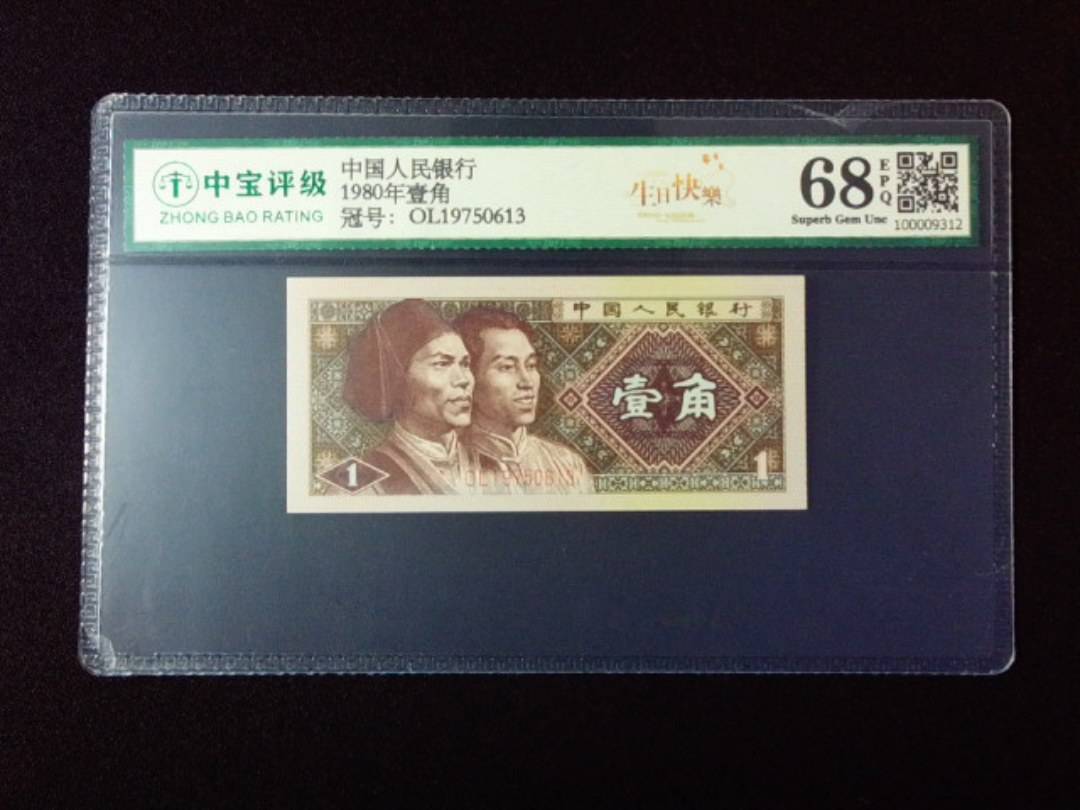 中宝评级
ZHONG BAO RATING
中国人民银行
1980年壹角
冠号: OL19750613
生日快樂
68
EPQ
Superb Gem Unc
100009312
中国人民银行
壹角
1
OL19750613
1